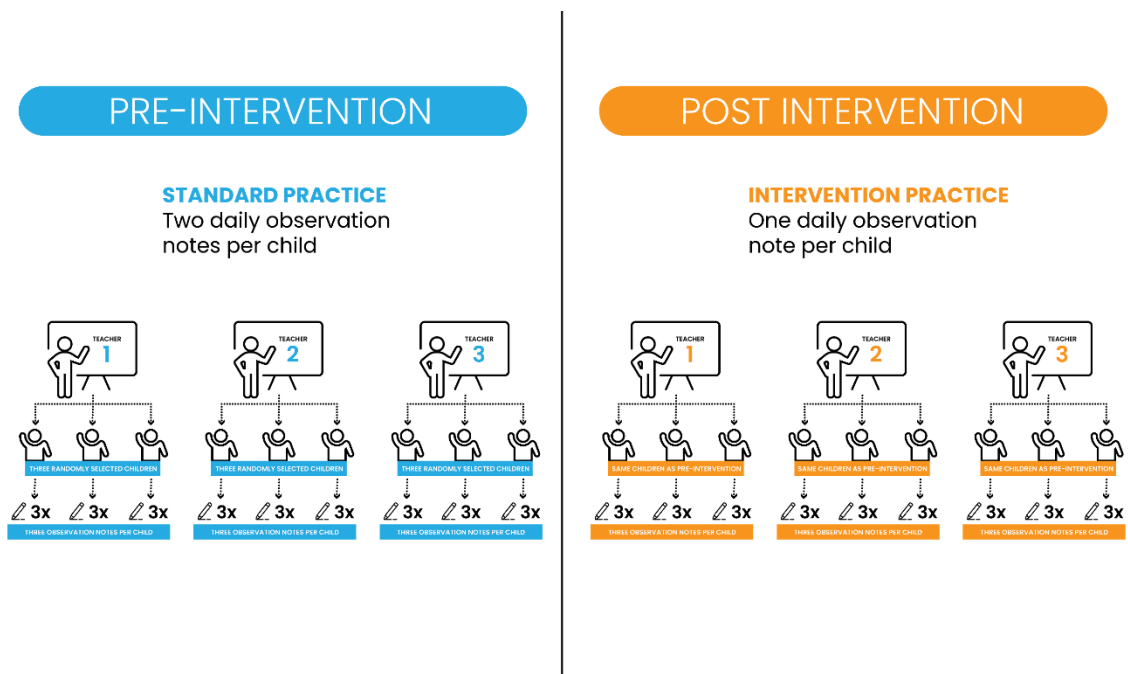 PRE-INTERVENTION
STANDARD PRACTICE
Two daily observation
notes per child
TEACHER
1
TEACHER
2
TEACHER
3
THREE RANDOMLY SELECTED CHILDREN
THREE RANDOMLY SELECTED CHILDREN
THREE RANDOMLY SELECTED CHILDREN
3x 3x 3x
3x 3x 3x
3x 3x 3x
THREE OBSERVATION NOTES PER CHILD
THREE OBSERVATION NOTES PER CHILD
THREE OBSERVATION NOTES PER CHILD
POST INTERVENTION
INTERVENTION PRACTICE
One daily observation
note per child
TEACHER
1
TEACHER
2
TEACHER
3
SAME CHILDREN AS PRE-INTERVENTION
SAME CHILDREN AS PRE-INTERVENTION
SAME CHILDREN AS PRE-INTERVENTION
3x 3x 3x
3x 3x 3x
3x 3x 3x
THREE OBSERVATION NOTES PER CHILD
THREE OBSERVATION NOTES PER CHILD
THREE OBSERVATION NOTES PER CHILD